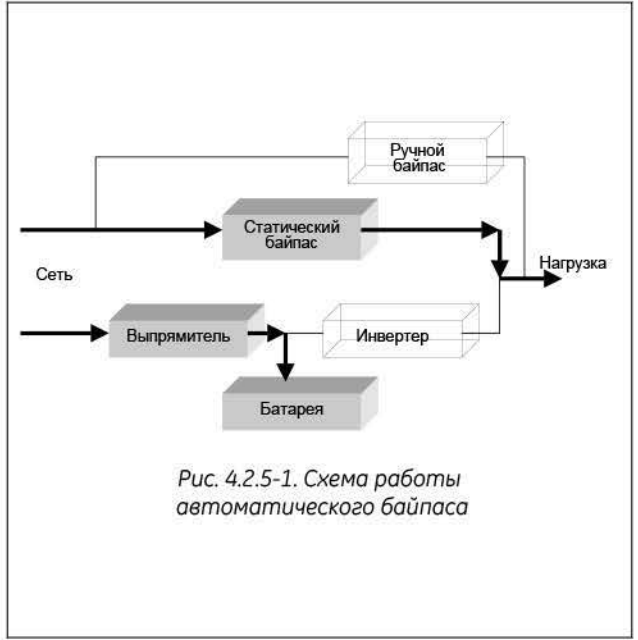 Ручной
байпас
Статический
байпас
Сеть
Нагрузка
Выпрямитель
Инвертер
Батарея
Рис. 4.2.5-1. Схема работы
автоматического байпаса